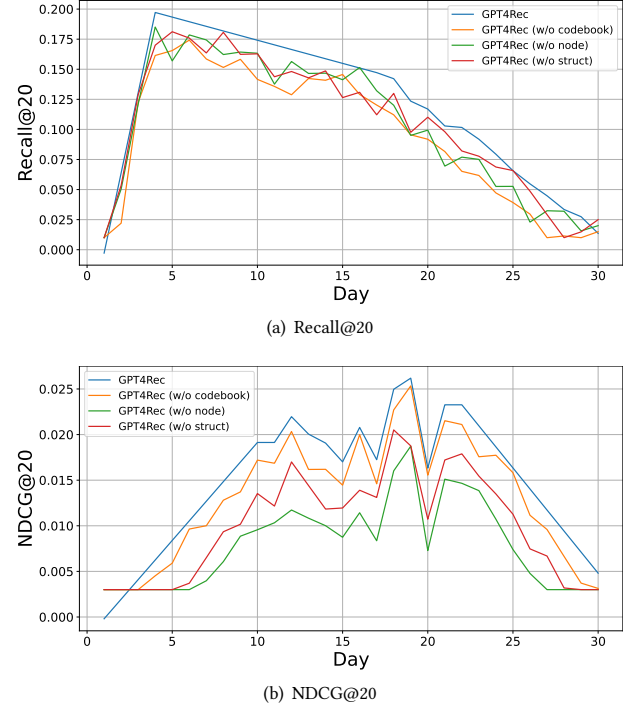 0.200
0.175
0.150
0.125
0.100
0.075
0.050
0.025
0.000
Recall@20
GPT4Rec
GPT4Rec (w/o codebook)
GPT4Rec (w/o node)
GPT4Rec (w/o struct)
0 5 10 15 20 25 30
Day
(a) Recall@20
0.025
0.020
0.015
0.010
0.005
0.000
NDCG@20
GPT4Rec
GPT4Rec (w/o codebook)
GPT4Rec (w/o node)
GPT4Rec (w/o struct)
0 5 10 15 20 25 30
Day
(b) NDCG@20